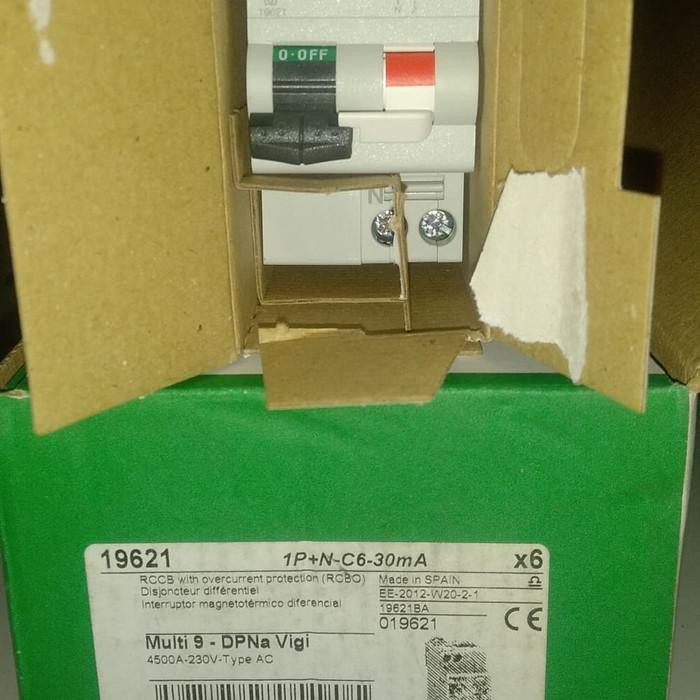 19621
O·OFF
N
19621 1P+N-C6-30mA x6
RCCB with overcurrent protection (RCBO)
Disjoncteur différentiel
Interruptor magnetotérmico diferencial
Made in SPAIN
EE-2012-W20-2-1
19621BA
019621
CE
Multi 9 - DPNa Vigi
4500A-230V-Type AC